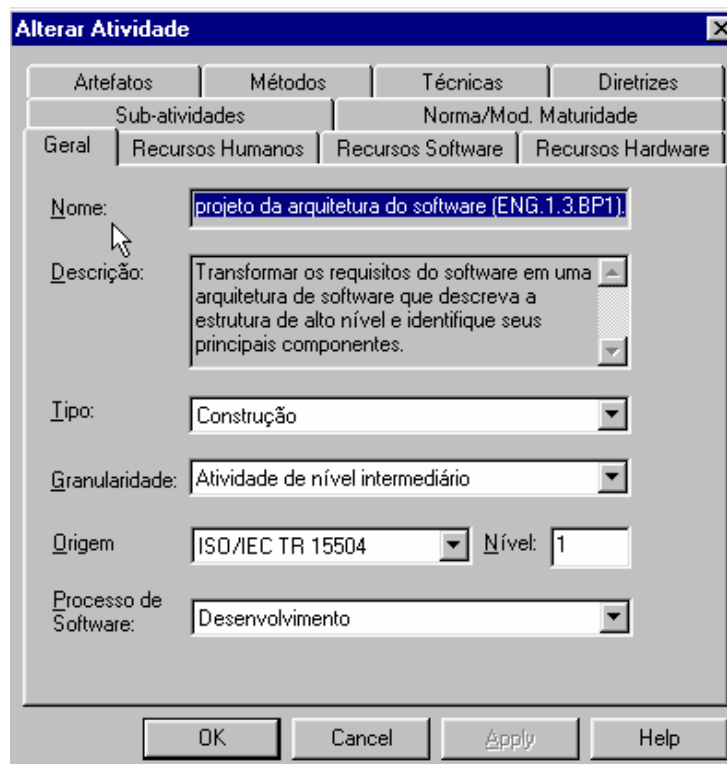 Alterar Atividade
Artefatos Métodos Técnicas Diretrizes
Sub-atividades Norma/Mod. Maturidade
Geral Recursos Humanos Recursos Software Recursos Hardware
Nome: projeto da arquitetura do software (ENG.1.3.BP1).
Descrição: Transformar os requisitos do software em uma
arquitetura de software que descreva a
estrutura de alto nível e identifique seus
principais componentes.
Tipo: Construção
Granularidade: Atividade de nível intermediário
Origem ISO/IEC TR 15504 Nível: 1
Processo de
Software: Desenvolvimento
OK Cancel Apply Help